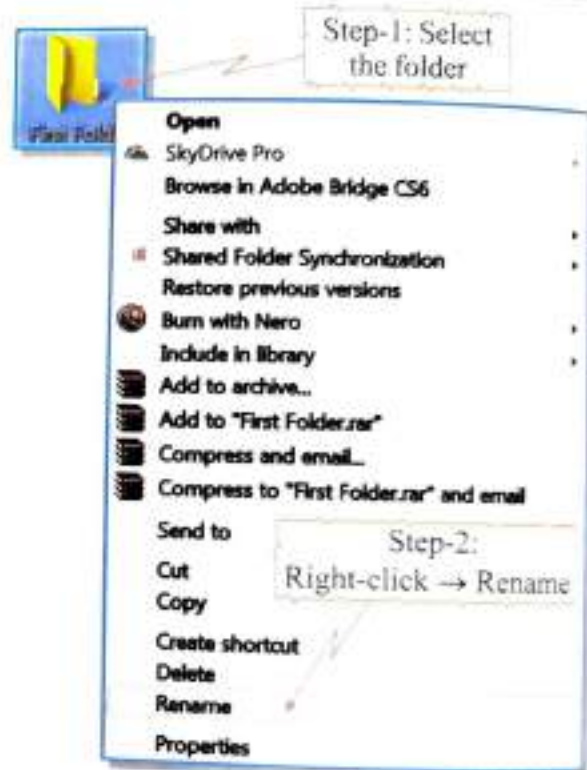 Step-1: Select
the folder
First Fold
Open
SkyDrive Pro
Browse in Adobe Bridge CS6
Share with
Shared Folder Synchronization
Restore previous versions
Burn with Nero
Include in library
Add to archive...
Add to "First Folder.rar"
Compress and email...
Compress to "First Folder.rar" and email
Send to
Step-2:
Right-click → Rename
Cut
Copy
Create shortcut
Delete
Rename
Properties